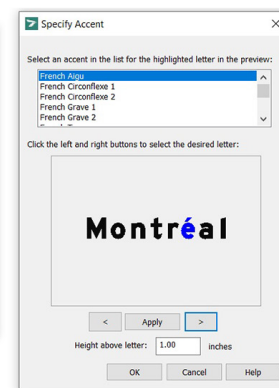 Specify Accent
Select an accent in the list for the highlighted letter in the preview:
French Aigu
French Circonflexe 1
French Circonflexe 2
French Grave 1
French Grave 2
Click the left and right buttons to select the desired letter:
Montréal
< Apply >
Height above letter: 1.00 inches
OK Cancel Help